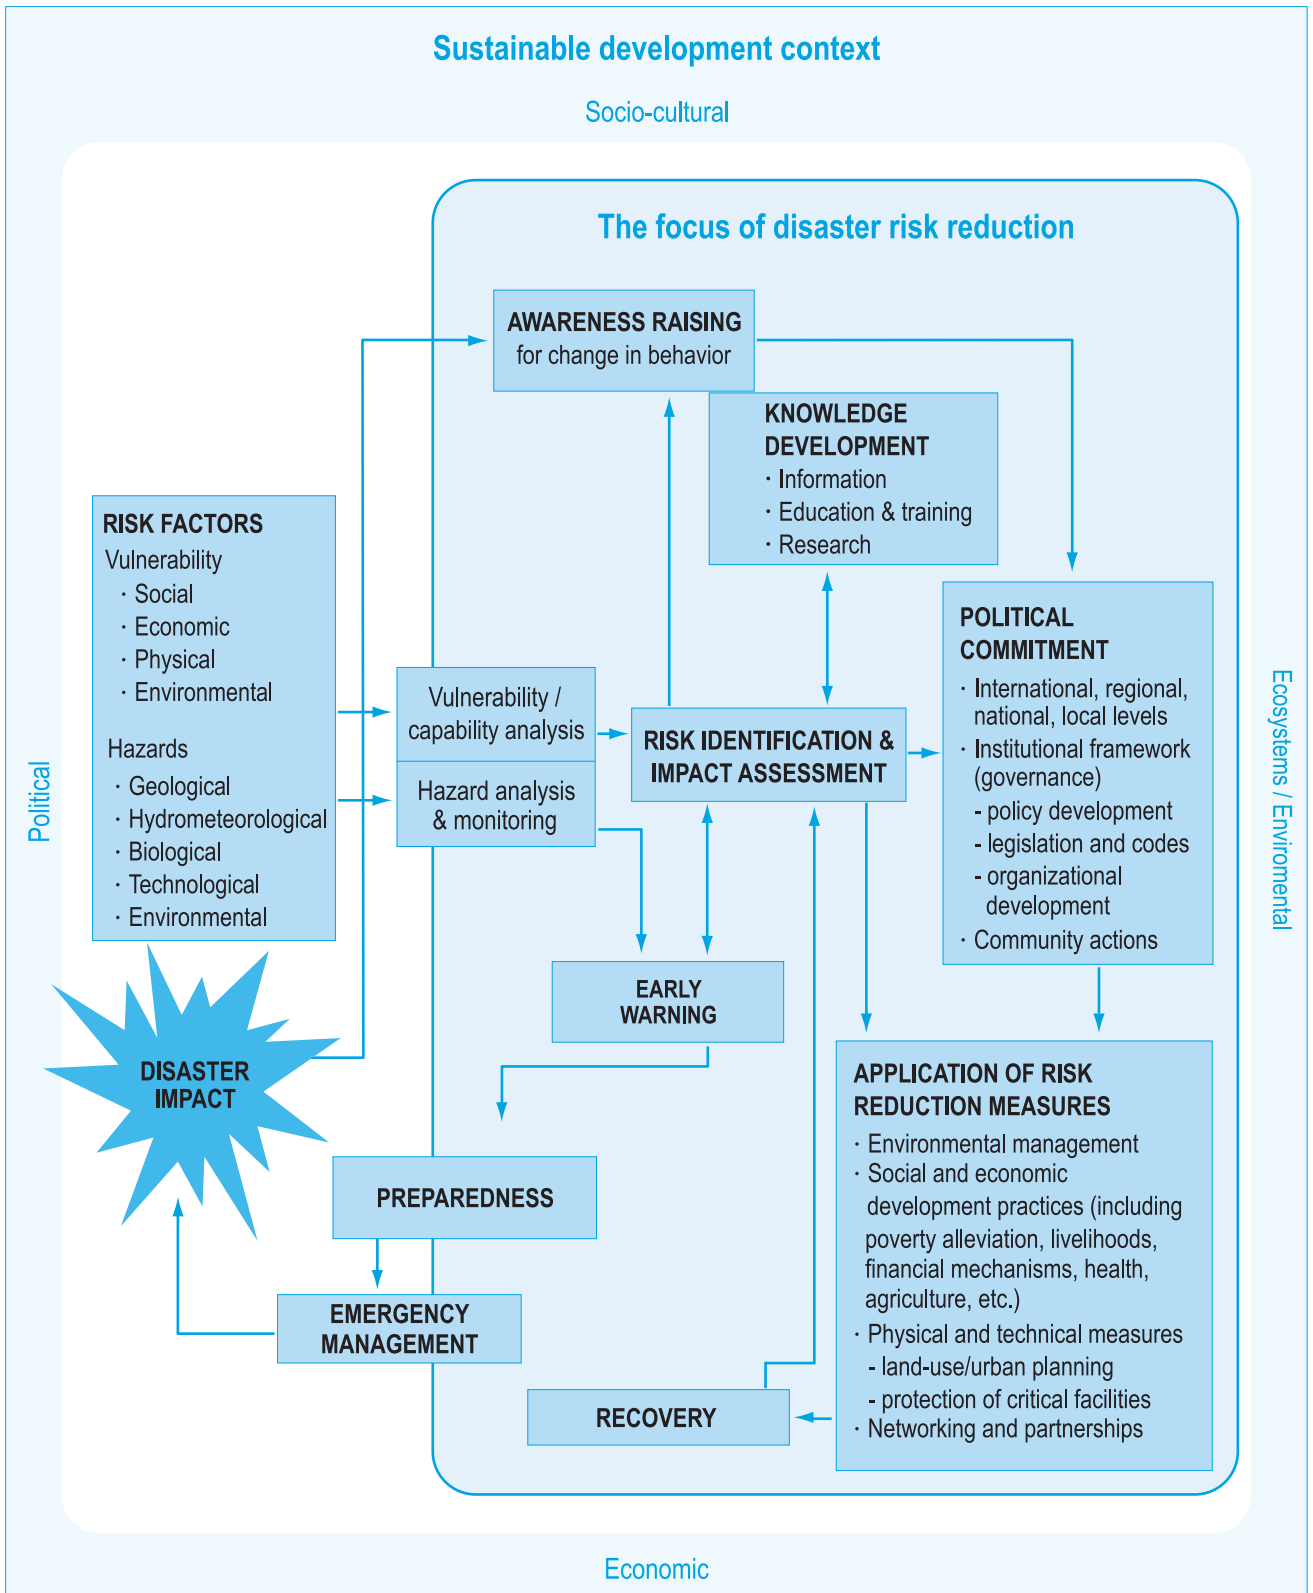 Sustainable development context
Socio-cultural
The focus of disaster risk reduction
AWARENESS RAISING
for change in behavior
KNOWLEDGE
DEVELOPMENT
· Information
· Education & training
· Research
RISK FACTORS
Vulnerability
· Social
· Economic
· Physical
· Environmental
Hazards
· Geological
· Hydrometeorological
· Biological
· Technological
· Environmental
Vulnerability /
capability analysis
Hazard analysis
& monitoring
RISK IDENTIFICATION &
IMPACT ASSESSMENT
POLITICAL
COMMITMENT
· International, regional,
national, local levels
· Institutional framework
(governance)
- policy development
- legislation and codes
- organizational
development
· Community actions
Political
Ecosystems / Enviromental
EARLY
WARNING
DISASTER
IMPACT
APPLICATION OF RISK
REDUCTION MEASURES
· Environmental management
· Social and economic
development practices (including
poverty alleviation, livelihoods,
financial mechanisms, health,
agriculture, etc.)
· Physical and technical measures
- land-use/urban planning
- protection of critical facilities
· Networking and partnerships
PREPAREDNESS
EMERGENCY
MANAGEMENT
RECOVERY
Economic